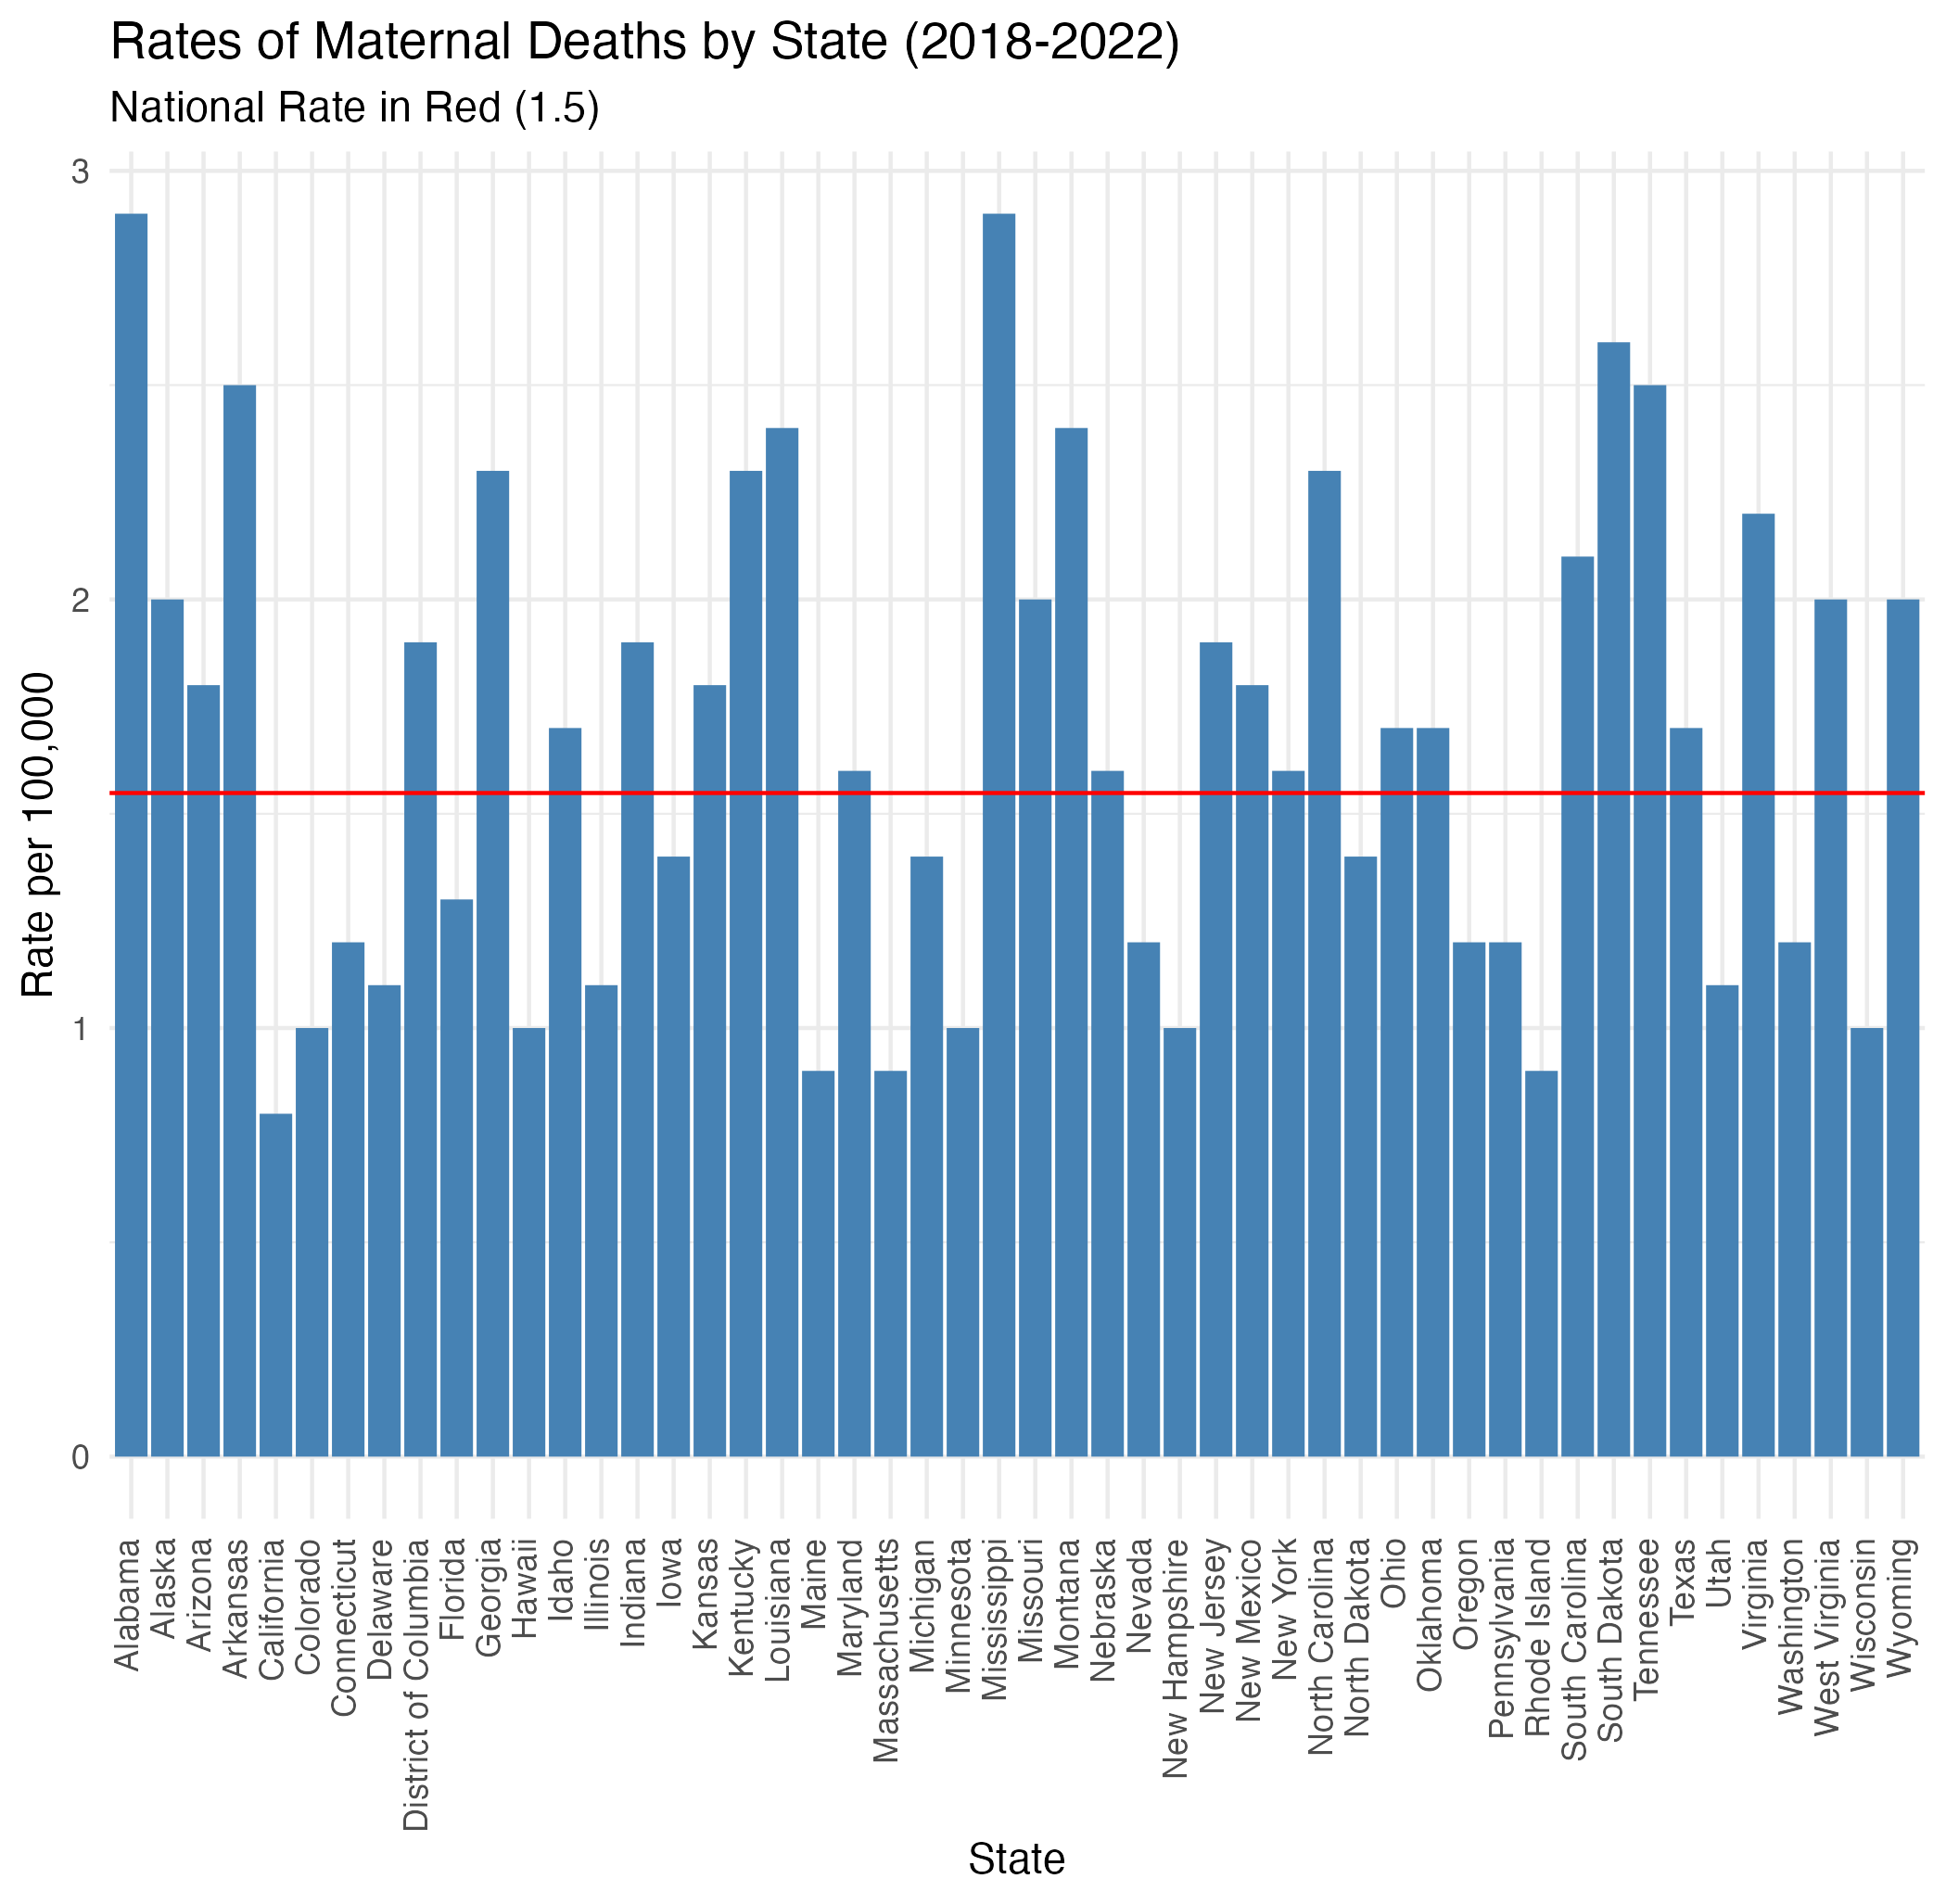 Rates of Maternal Deaths by State (2018-2022)
National Rate in Red (1.5)
3
2
1
0
Rate per 100,000
Alabama
Alaska
Arizona
Arkansas
California
Colorado
Connecticut
Delaware
District of Columbia
Florida
Georgia
Hawaii
Idaho
Illinois
Indiana
Iowa
Kansas
Kentucky
Louisiana
Maine
Maryland
Massachusetts
Michigan
Minnesota
Mississippi
Missouri
Montana
Nebraska
Nevada
New Hampshire
New Jersey
New Mexico
New York
North Carolina
North Dakota
Ohio
Oklahoma
Oregon
Pennsylvania
Rhode Island
South Carolina
South Dakota
Tennessee
Texas
Utah
Virginia
Washington
West Virginia
Wisconsin
Wyoming
State